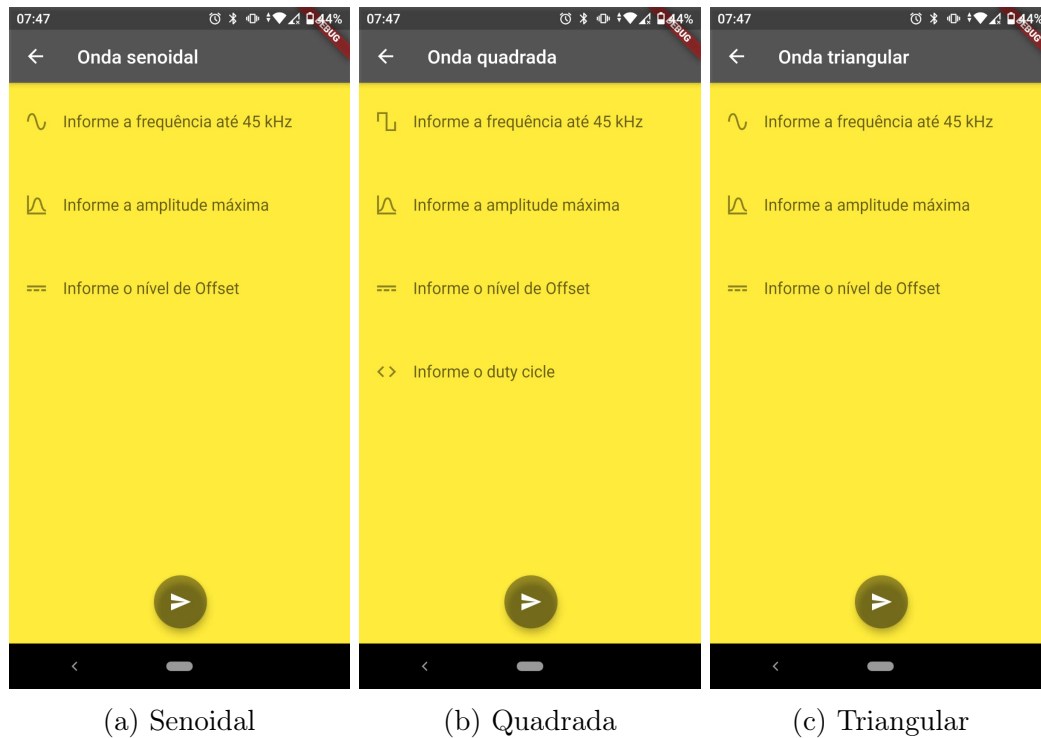 07:47 44%
DEBUG
Onda senoidal
Informe a frequência até 45 kHz
Informe a amplitude máxima
Informe o nível de Offset
(a) Senoidal
07:47 44%
DEBUG
Onda quadrada
Informe a frequência até 45 kHz
Informe a amplitude máxima
Informe o nível de Offset
Informe o duty cicle
(b) Quadrada
07:47 44%
DEBUG
Onda triangular
Informe a frequência até 45 kHz
Informe a amplitude máxima
Informe o nível de Offset
(c) Triangular